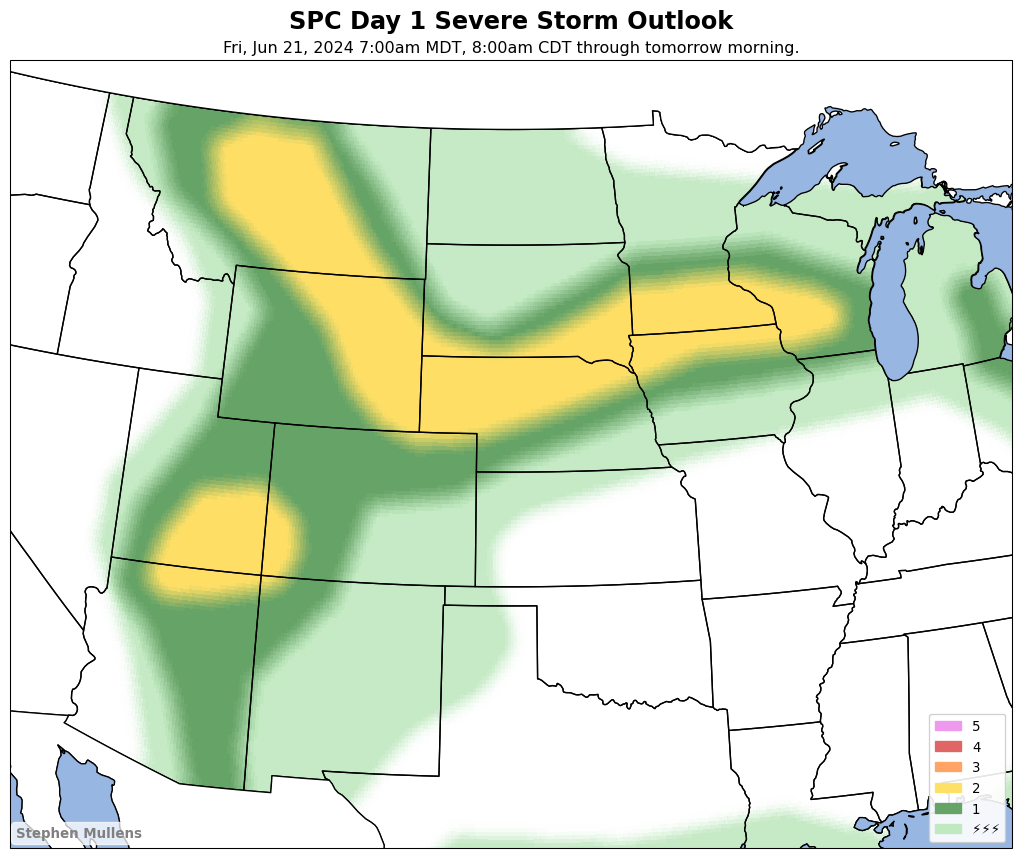 SPC Day 1 Severe Storm Outlook
Fri, Jun 21, 2024 7:00am MDT, 8:00am CDT through tomorrow morning.
5
4
3
2
1
⚡⚡⚡
Stephen Mullens